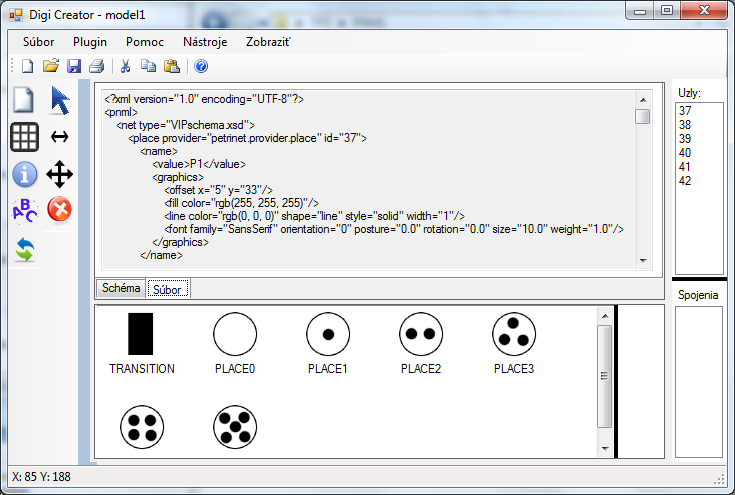 Digi Creator - model1
Súbor Plugin Pomoc Nástroje Zobraziť
<?xml version="1.0" encoding="UTF-8"?>
<pnml>
<net type="VIPschema.xsd">
<place provider="petrinet.provider.place" id="37">
<name>
<value>P1</value>
<graphics>
<offset x="5" y="33"/>
<fill color="rgb(255, 255, 255)"/>
<line color="rgb(0, 0, 0)" shape="line" style="solid" width="1"/>
<font family="SansSerif" orientation="0" posture="0.0" rotation="0.0" size="10.0" weight="1.0"/>
</graphics>
</name>
Schéma Súbor
Uzly:
37
38
39
40
41
42
Spojenia
ABC
TRANSITION PLACE0 PLACE1 PLACE2 PLACE3
X: 85 Y: 188